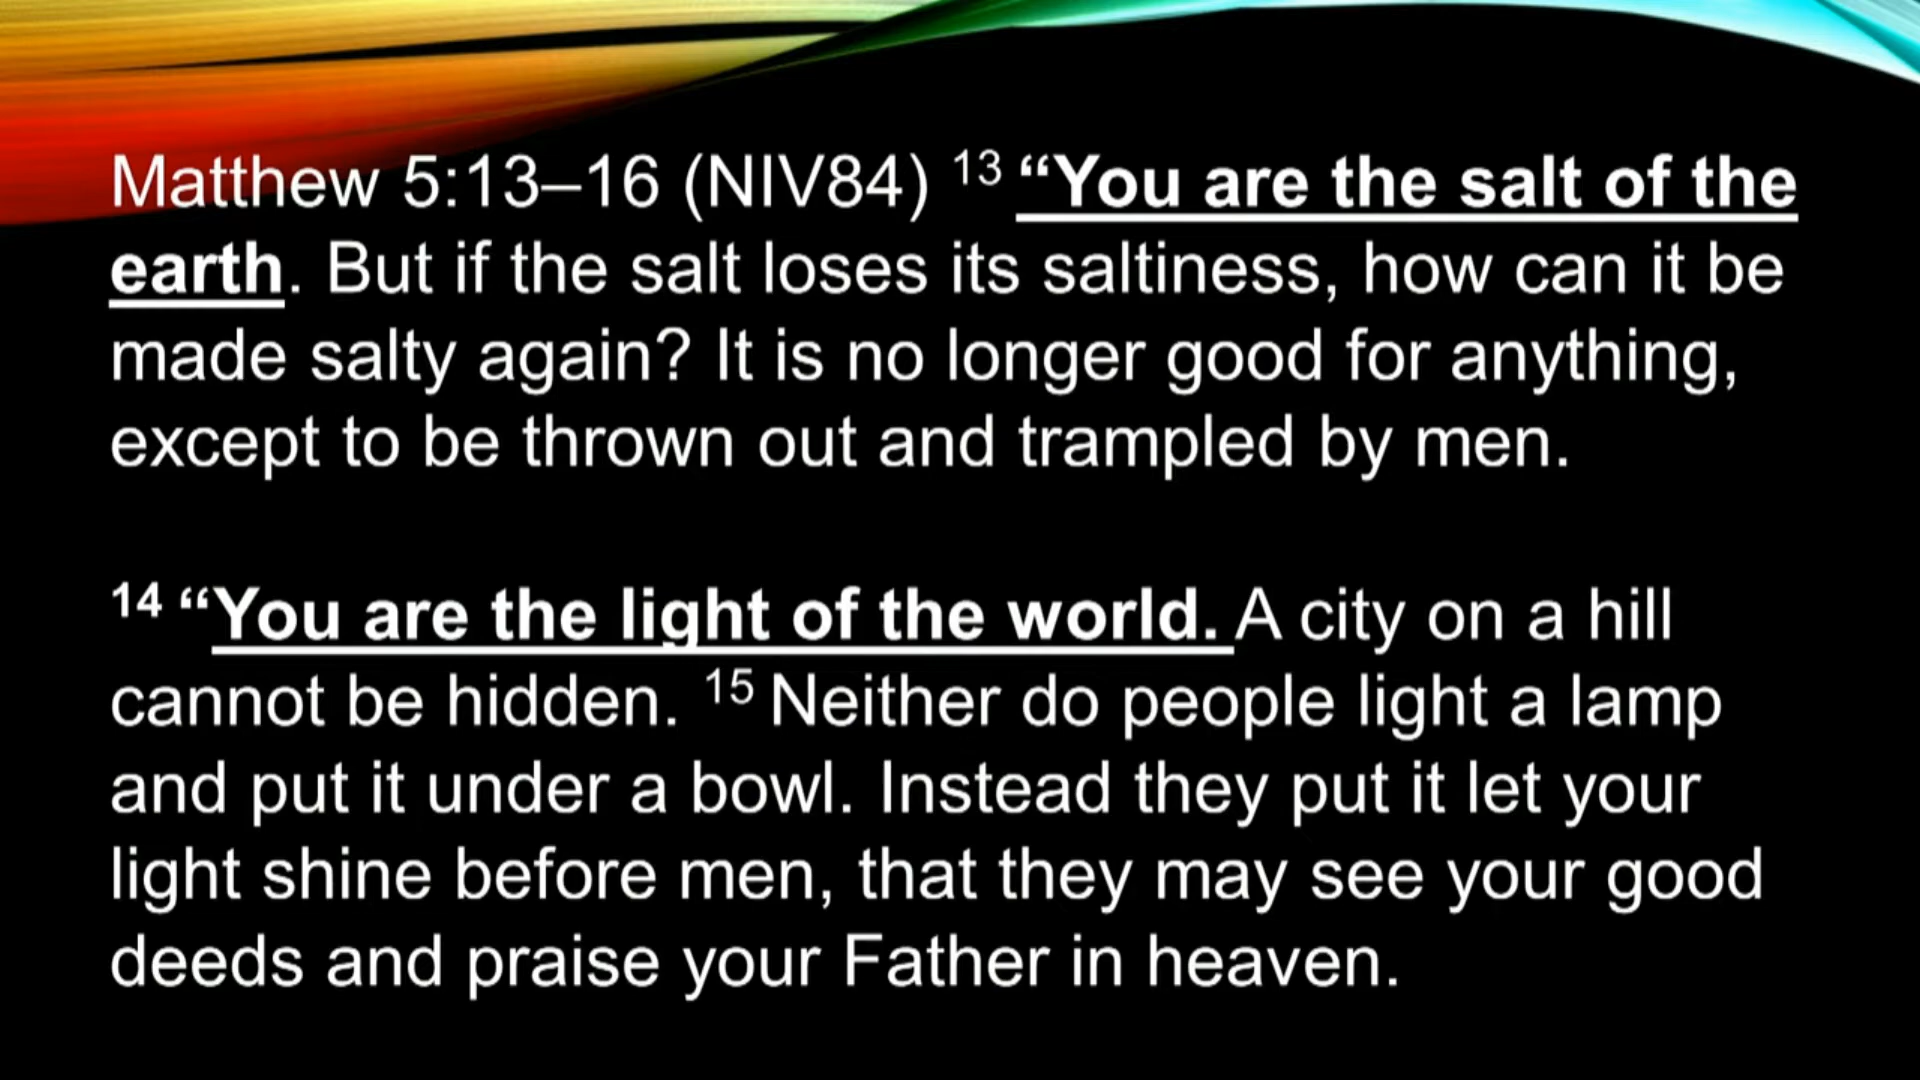 Matthew 5:13–16 (NIV84) 13 “You are the salt of the
earth. But if the salt loses its saltiness, how can it be
made salty again? It is no longer good for anything,
except to be thrown out and trampled by men.
14 “You are the light of the world. A city on a hill
cannot be hidden. 15 Neither do people light a lamp
and put it under a bowl. Instead they put it let your
light shine before men, that they may see your good
deeds and praise your Father in heaven.